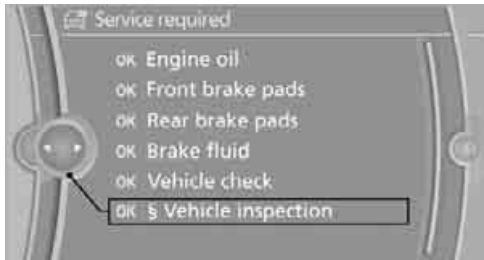 Service required
OK Engine oil
OK Front brake pads
OK Rear brake pads
OK Brake fluid
OK Vehicle check
OK § Vehicle inspection